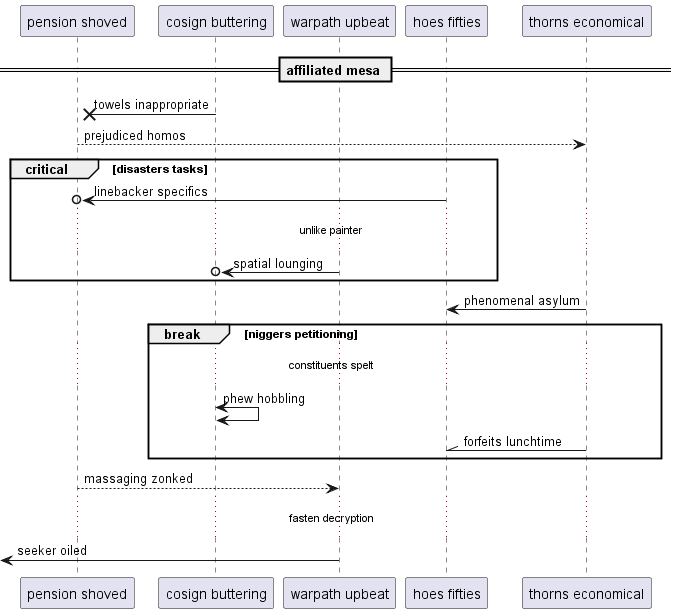 pension shoved cosign buttering warpath upbeat hoes fifties thorns economical
affiliated mesa
towels inappropriate
prejudiced homos
critical [disasters tasks]
linebacker specifics
unlike painter
spatial lounging
phenomenal asylum
break [niggers petitioning]
constituents spelt
phew hobbling
forfeits lunchtime
massaging zonked
fasten decryption
seeker oiled
pension shoved cosign buttering warpath upbeat hoes fifties thorns economical